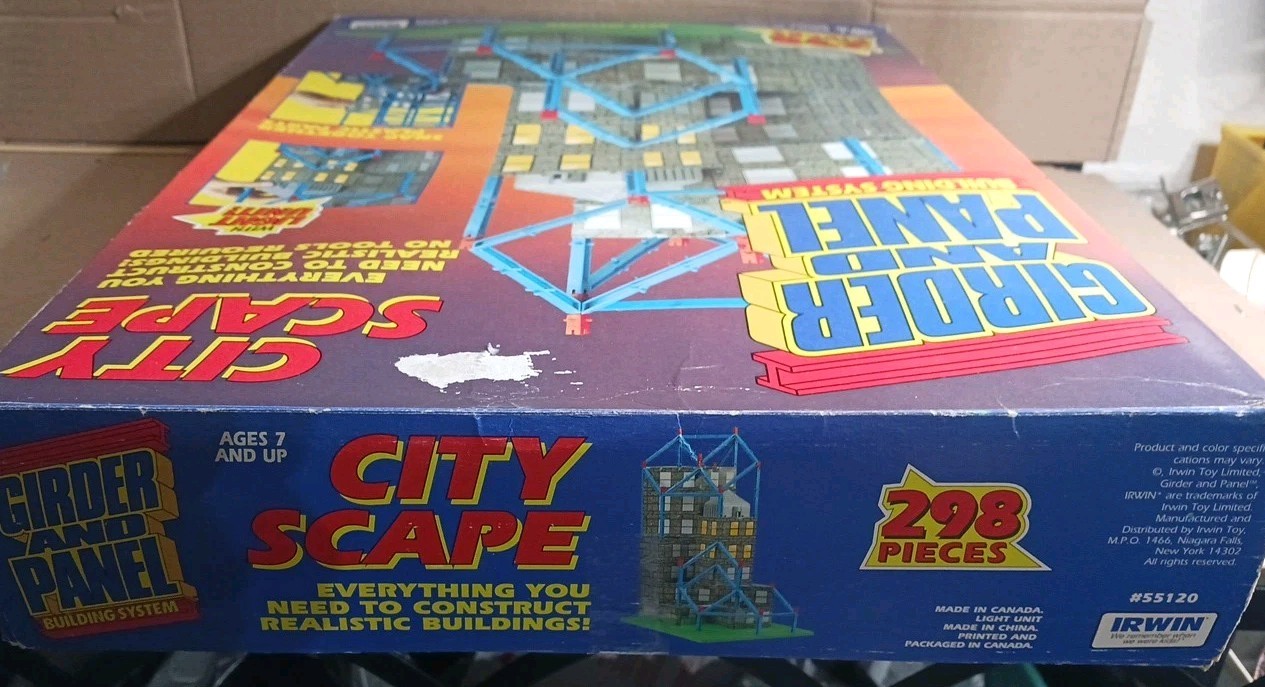 GIRDER
AND
PANEL
BUILDING SYSTEM
CITY
SCAPE
EVERYTHING YOU
NEED TO CONSTRUCT
REALISTIC BUILDINGS
NO TOOLS REQUIRED
GIRDER
AND
PANEL
BUILDING SYSTEM
AGES 7
AND UP
CITY
SCAPE
EVERYTHING YOU
NEED TO CONSTRUCT
REALISTIC BUILDINGS!
298
PIECES
Product and color specifi
cations may vary.
©, Irwin Toy Limited,
Girder and Panel™,
IRWIN* are trademarks of
Irwin Toy Limited.
Manufactured and
Distributed by Irwin Toy,
M.P.O. 1466, Niagara Falls,
New York 14302
All rights reserved.
MADE IN CANADA.
LIGHT UNIT
MADE IN CHINA.
PRINTED AND
PACKAGED IN CANADA.
#55120
IRWIN
We remember when
we were kids!